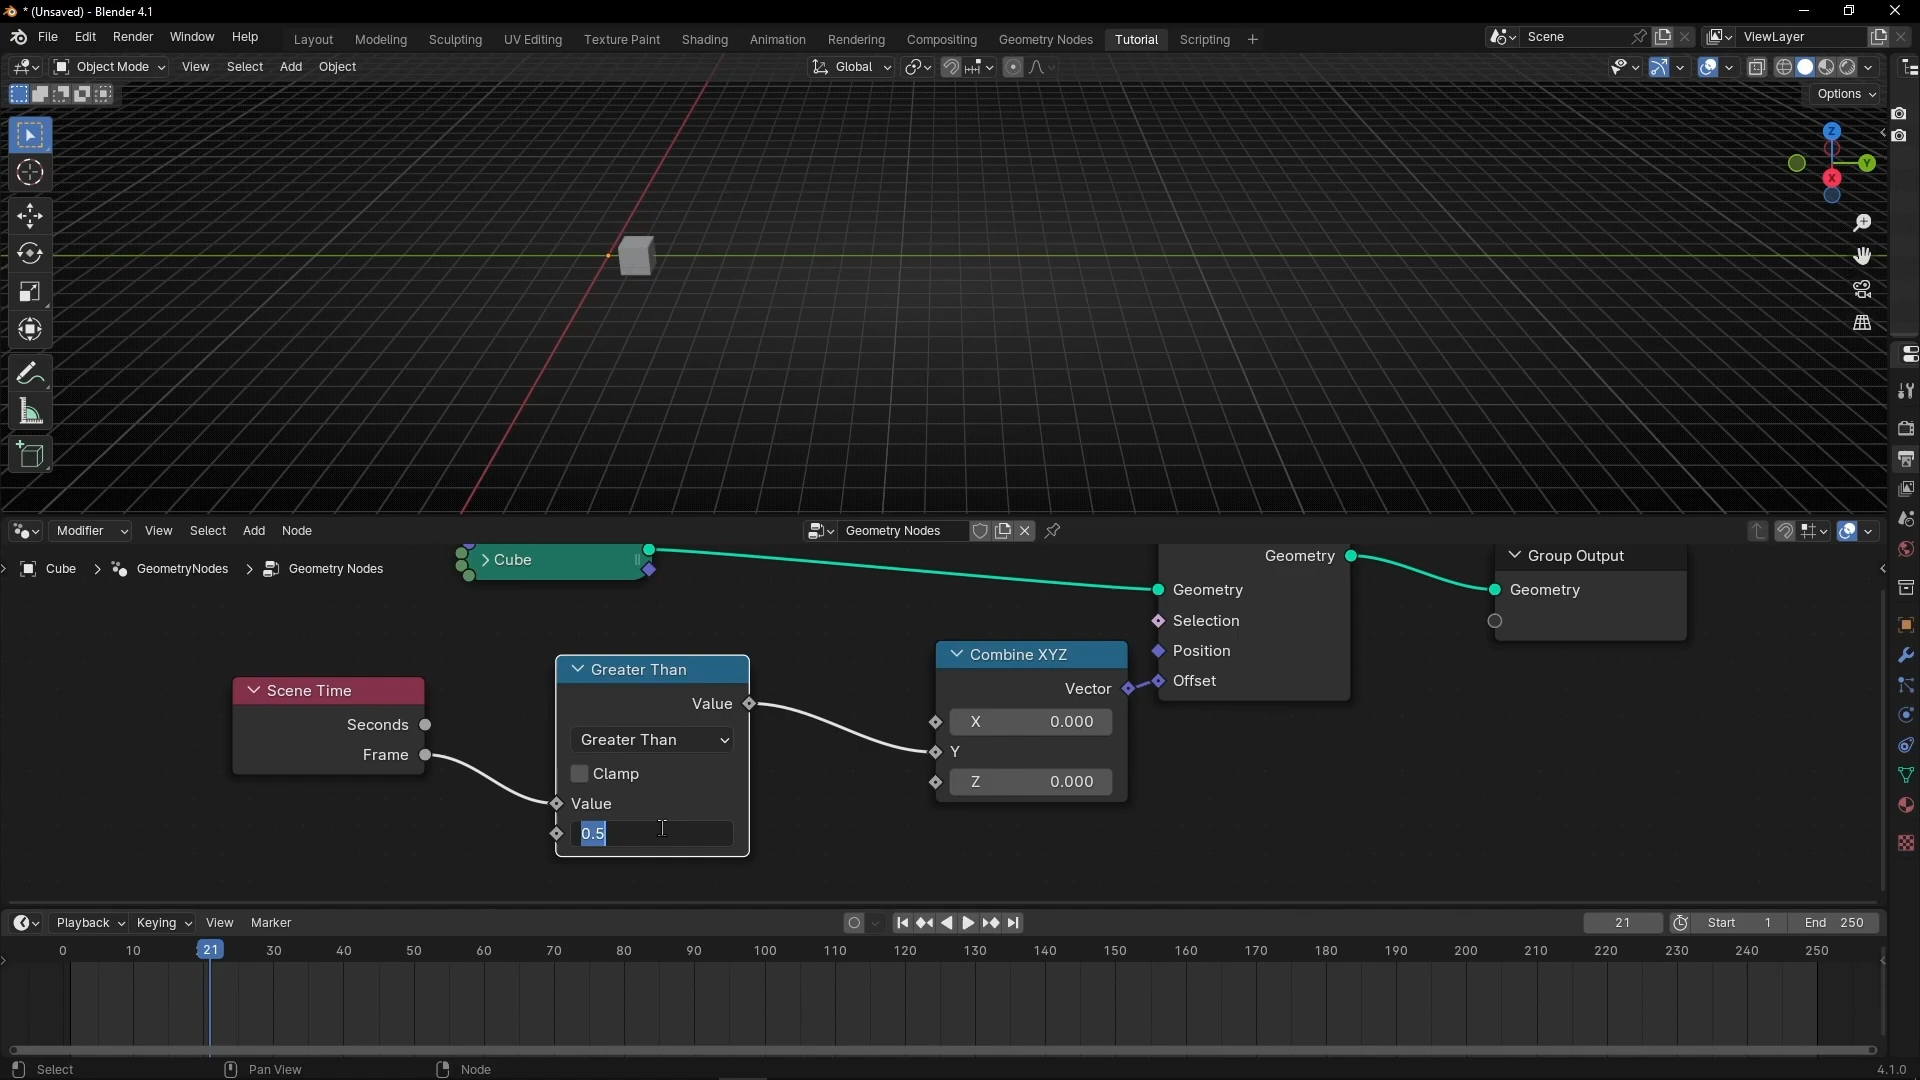 * (Unsaved) - Blender 4.1
File Edit Render Window Help Layout Modeling Sculpting UV Editing Texture Paint Shading Animation Rendering Compositing Geometry Nodes Tutorial Scripting + Scene ViewLayer
Object Mode View Select Add Object Global
Options
Z
Y
X
Modifier View Select Add Node Geometry Nodes
Cube > GeometryNodes > Geometry Nodes
Cube
Geometry
Geometry
Selection
Position
Offset
Group Output
Geometry
Scene Time
Seconds
Frame
Greater Than
Value
Greater Than
Clamp
Value
0.5
Combine XYZ
Vector
X 0.000
Y
Z 0.000
Playback Keying View Marker 21 Start 1 End 250
0 10 21 30 40 50 60 70 80 90 100 110 120 130 140 150 160 170 180 190 200 210 220 230 240 250
Select Pan View Node 4.1.0